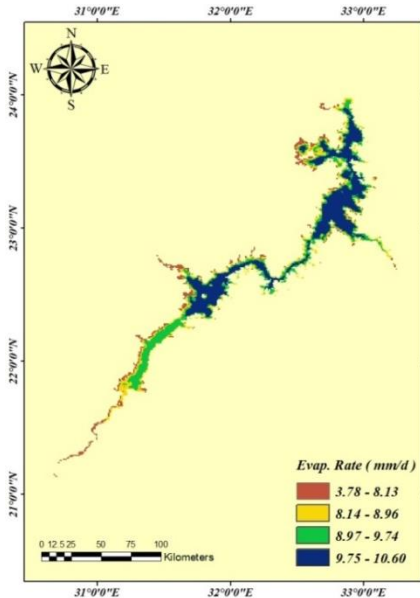 31°0'0"E 32°0'0"E 33°0'0"E
N
W E
S
24°0'0"N
23°0'0"N
22°0'0"N
21°0'0"N
Evap. Rate ( mm/d )
3.78 - 8.13
8.14 - 8.96
8.97 - 9.74
9.75 - 10.60
0 12.5 25 50 75 100
Kilometers
31°0'0"E 32°0'0"E 33°0'0"E